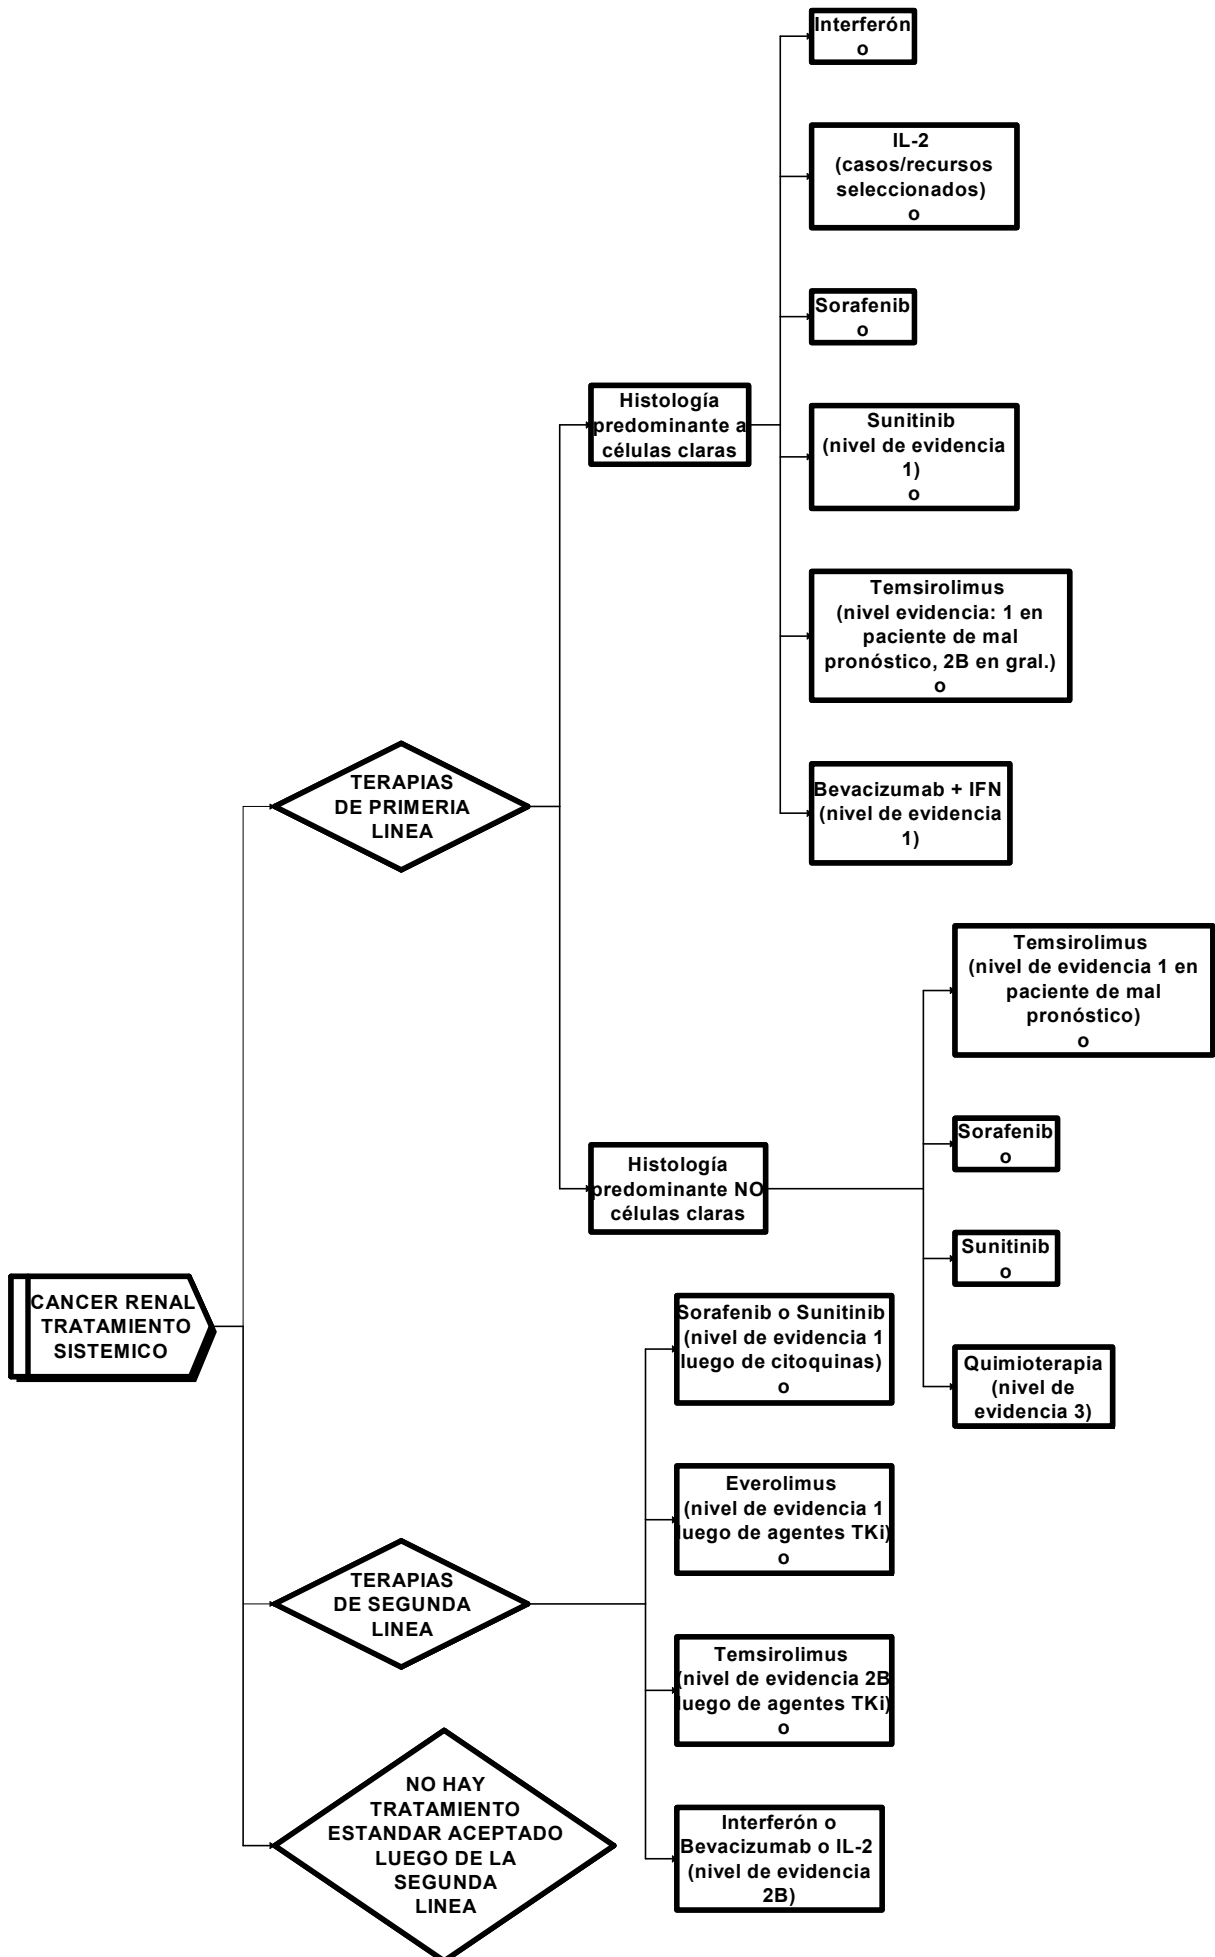 Interferón
o
IL-2
(casos/recursos
seleccionados)
o
Sorafenib
o
Histología
predominante a
células claras
Sunitinib
(nivel de evidencia
1)
o
Temsirolimus
(nivel evidencia: 1 en
paciente de mal
pronóstico, 2B en gral.)
o
TERAPIAS
DE PRIMERIA
LINEA
Bevacizumab + IFN
(nivel de evidencia
1)
Temsirolimus
(nivel de evidencia 1 en
paciente de mal
pronóstico)
o
Sorafenib
o
Histología
predominante NO
células claras
Sunitinib
o
CANCER RENAL
TRATAMIENTO
SISTEMICO
Sorafenib o Sunitinib
(nivel de evidencia 1
luego de citoquinas)
o
Quimioterapia
(nivel de
evidencia 3)
Everolimus
(nivel de evidencia 1
luego de agentes TKi)
o
TERAPIAS
DE SEGUNDA
LINEA
Temsirolimus
(nivel de evidencia 2B
luego de agentes TKi)
o
NO HAY
TRATAMIENTO
ESTANDAR ACEPTADO
LUEGO DE LA
SEGUNDA
LINEA
Interferón o
Bevacizumab o IL-2
(nivel de evidencia
2B)